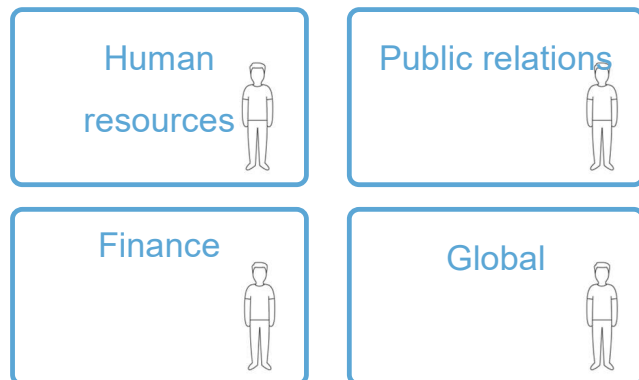 Human
resources
Public relations
Finance
Global